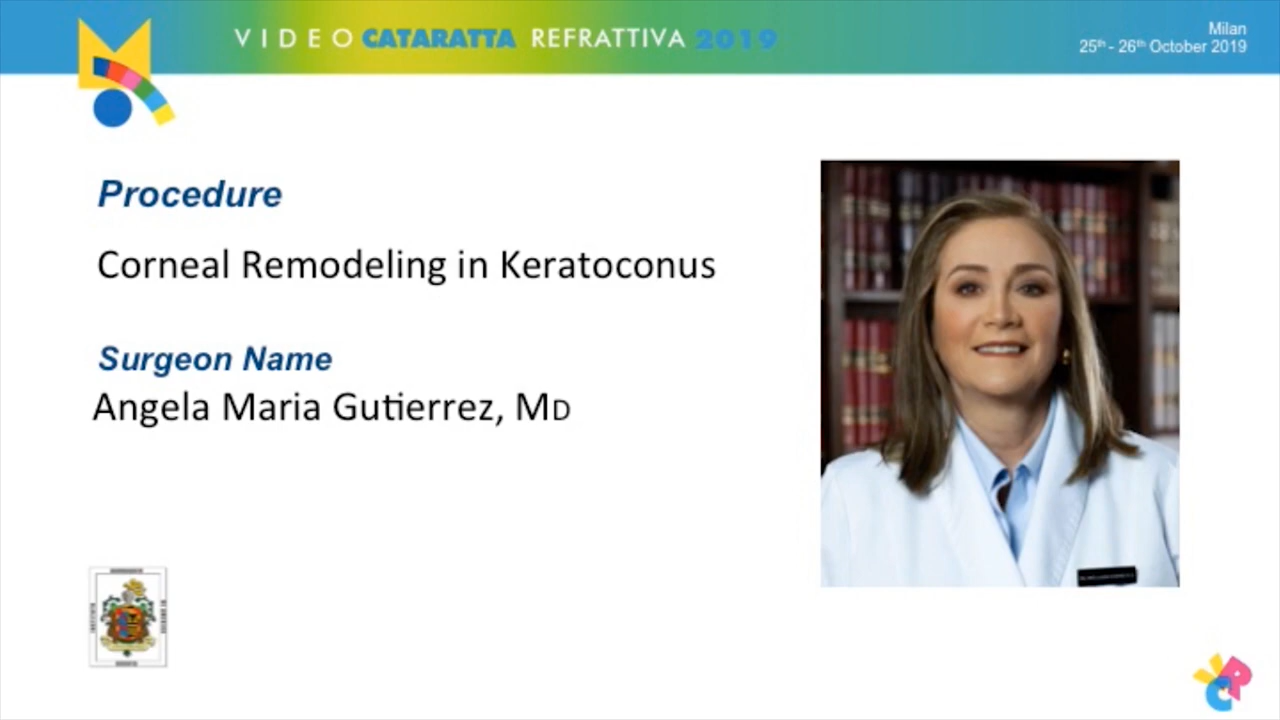 VIDEO CATARATTA REFRATTIVA 2019
Milan
25th - 26th October 2019
Procedure
Corneal Remodeling in Keratoconus
Surgeon Name
Angela Maria Gutierrez, MD